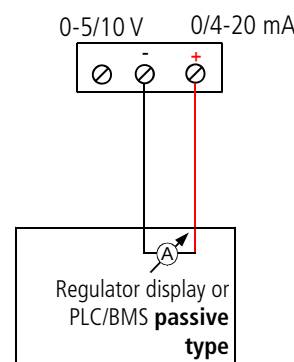 0-5/10 V 0/4-20 mA
- +
A
Regulator display or
PLC/BMS passive
type